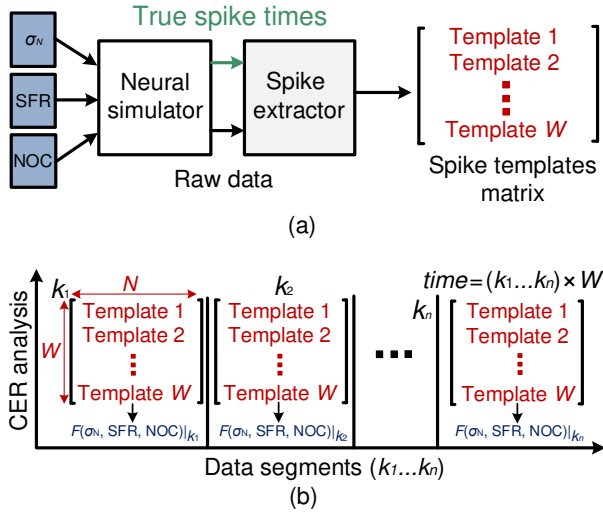 True spike times
σN
SFR
NOC
Neural simulator
Spike extractor
Raw data
Template 1
Template 2
Template W
Spike templates matrix
(a)
CER analysis
k1
N
W
Template 1
Template 2
Template W
F(σN, SFR, NOC)|k1
k2
Template 1
Template 2
Template W
F(σN, SFR, NOC)|k2
time=(k1...kn)×W
kn
Template 1
Template 2
Template W
F(σN, SFR, NOC)|kn
Data segments (k1...kn)
(b)